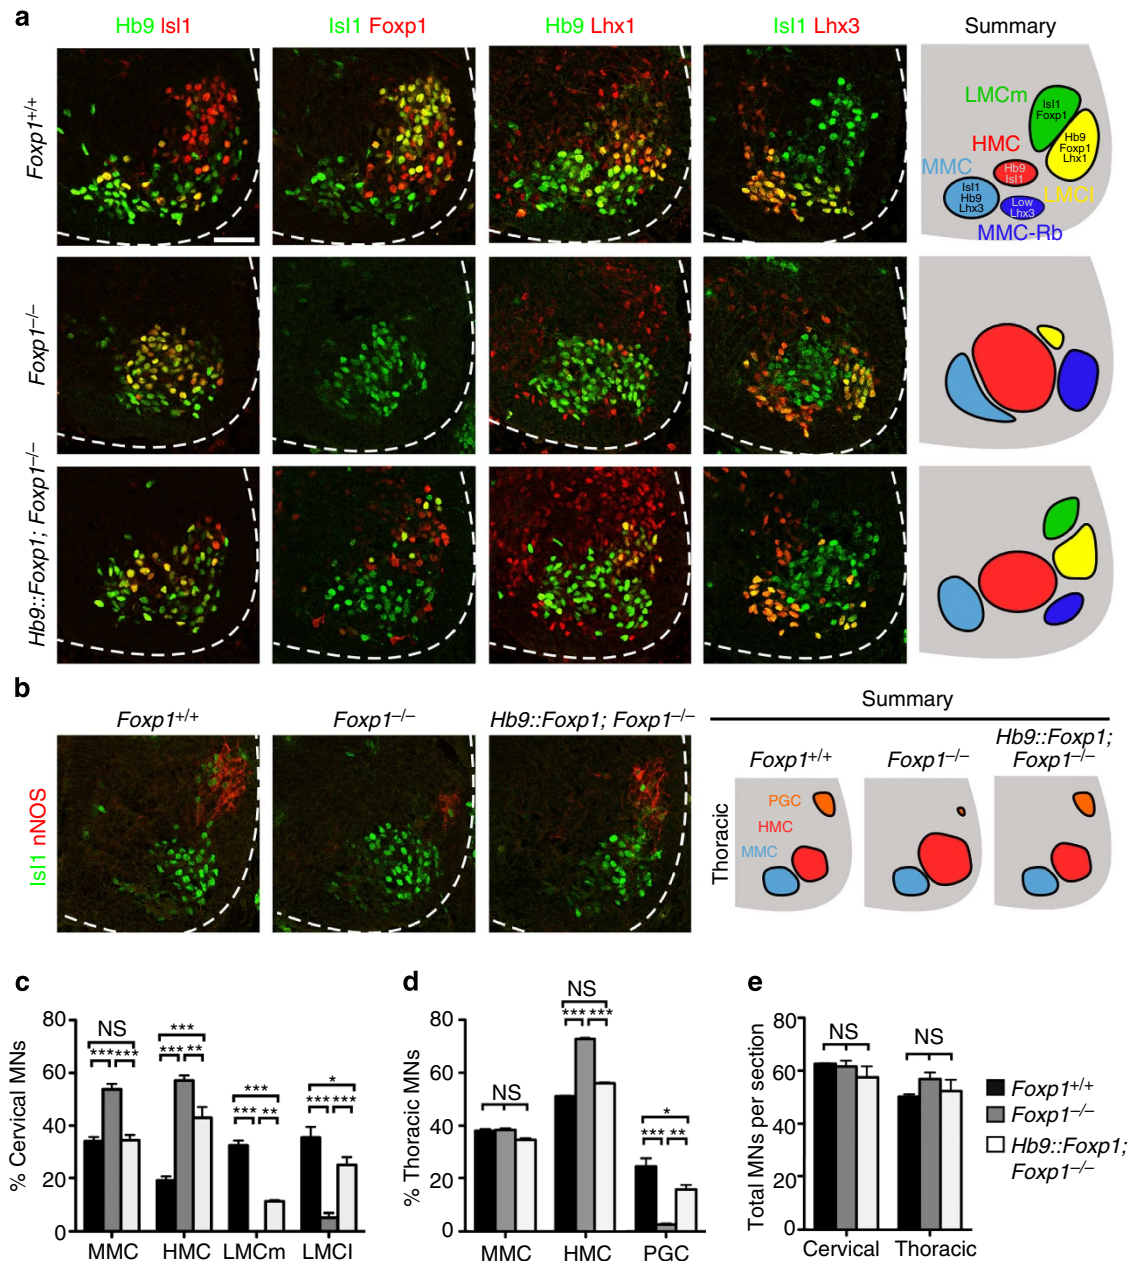 a
Hb9 Isl1
Isl1 Foxp1
Hb9 Lhx1
Isl1 Lhx3
Summary
Foxp1+/+
LMCm
Isl1
Foxp1
Hb9
Foxp1
Lhx1
HMC
Hb9
Isl1
MMC
Isl1
Hb9
Lhx3
LMCl
Low
Lhx3
MMC-Rb
Foxp1–/–
Hb9::Foxp1; Foxp1–/–
b
Foxp1+/+
Foxp1–/–
Hb9::Foxp1; Foxp1–/–
Isl1 nNOS
Summary
Foxp1+/+
Foxp1–/–
Hb9::Foxp1;
Foxp1–/–
Thoracic
PGC
HMC
MMC
c
% Cervical MNs
80
60
40
20
0
NS
*** ***
***
*** **
***
*** **
*
*** ***
MMC
HMC
LMCm
LMCl
d
% Thoracic MNs
80
60
40
20
0
NS
NS
*** ***
*
*** **
MMC
HMC
PGC
e
Total MNs per section
80
60
40
20
0
NS
NS
Cervical
Thoracic
Foxp1+/+
Foxp1–/–
Hb9::Foxp1;
Foxp1–/–